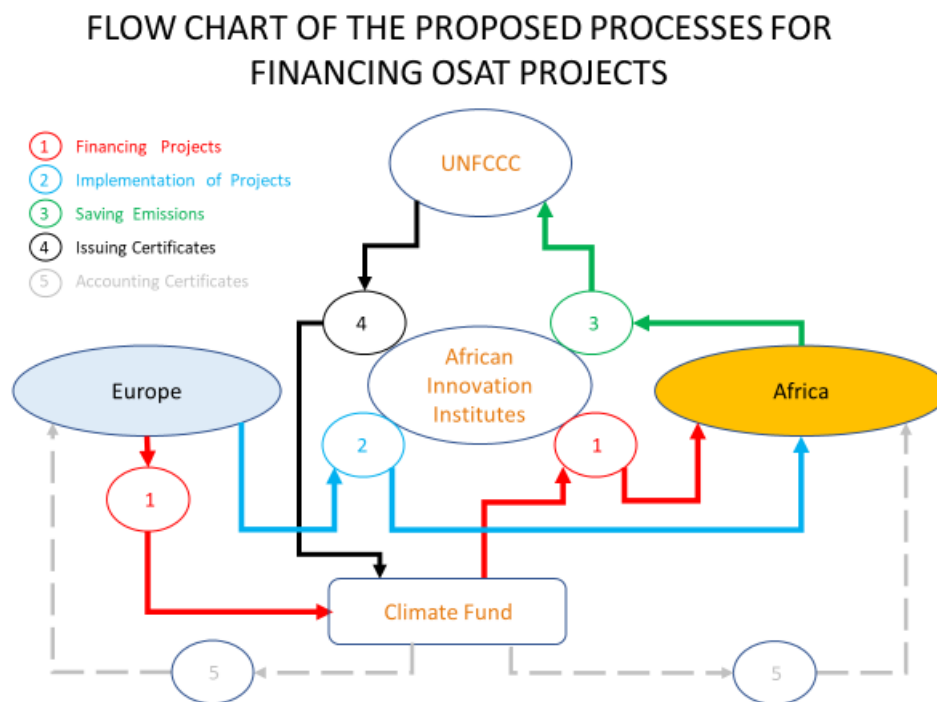 FLOW CHART OF THE PROPOSED PROCESSES FOR
FINANCING OSAT PROJECTS
1 Financing Projects
2 Implementation of Projects
3 Saving Emissions
4 Issuing Certificates
5 Accounting Certificates
UNFCCC
4
3
African
Innovation
Institutes
Europe
Africa
2
1
1
Climate Fund
5
5